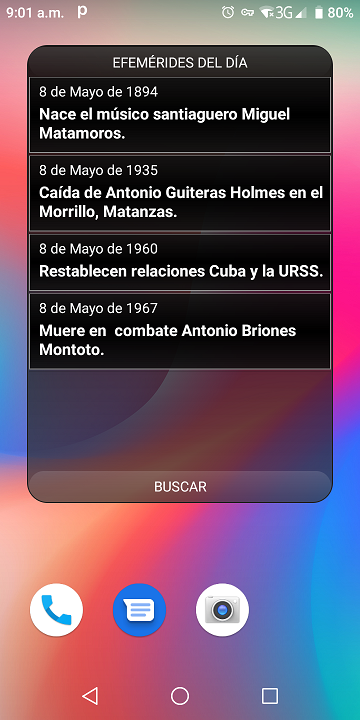 9:01 a.m. p 3G 80%
EFEMÉRIDES DEL DÍA
8 de Mayo de 1894
Nace el músico santiaguero Miguel
Matamoros.
8 de Mayo de 1935
Caída de Antonio Guiteras Holmes en el
Morrillo, Matanzas.
8 de Mayo de 1960
Restablecen relaciones Cuba y la URSS.
8 de Mayo de 1967
Muere en  combate Antonio Briones
Montoto.
BUSCAR